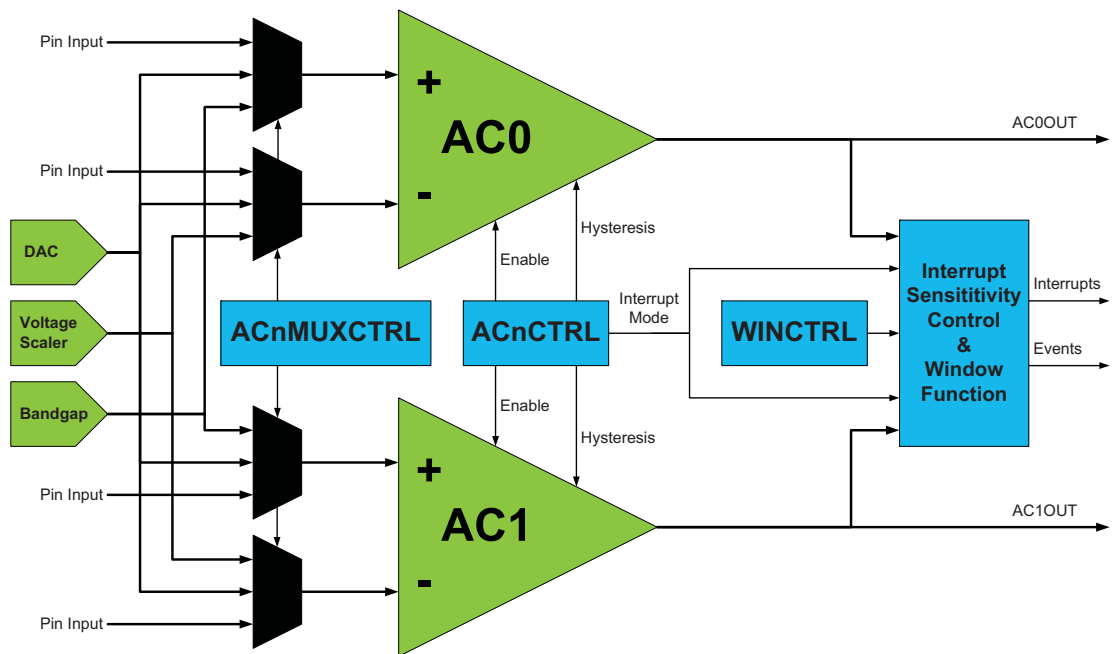 Pin Input
+
AC0
AC0OUT
Pin Input
-
DAC
Hysteresis
Enable
Voltage
Scaler
ACnMUXCTRL
ACnCTRL
Interrupt
Mode
WINCTRL
Interrupt
Sensititivity
Control
&
Window
Function
Interrupts
Events
Bandgap
Enable
Hysteresis
+
Pin Input
AC1
AC1OUT
-
Pin Input